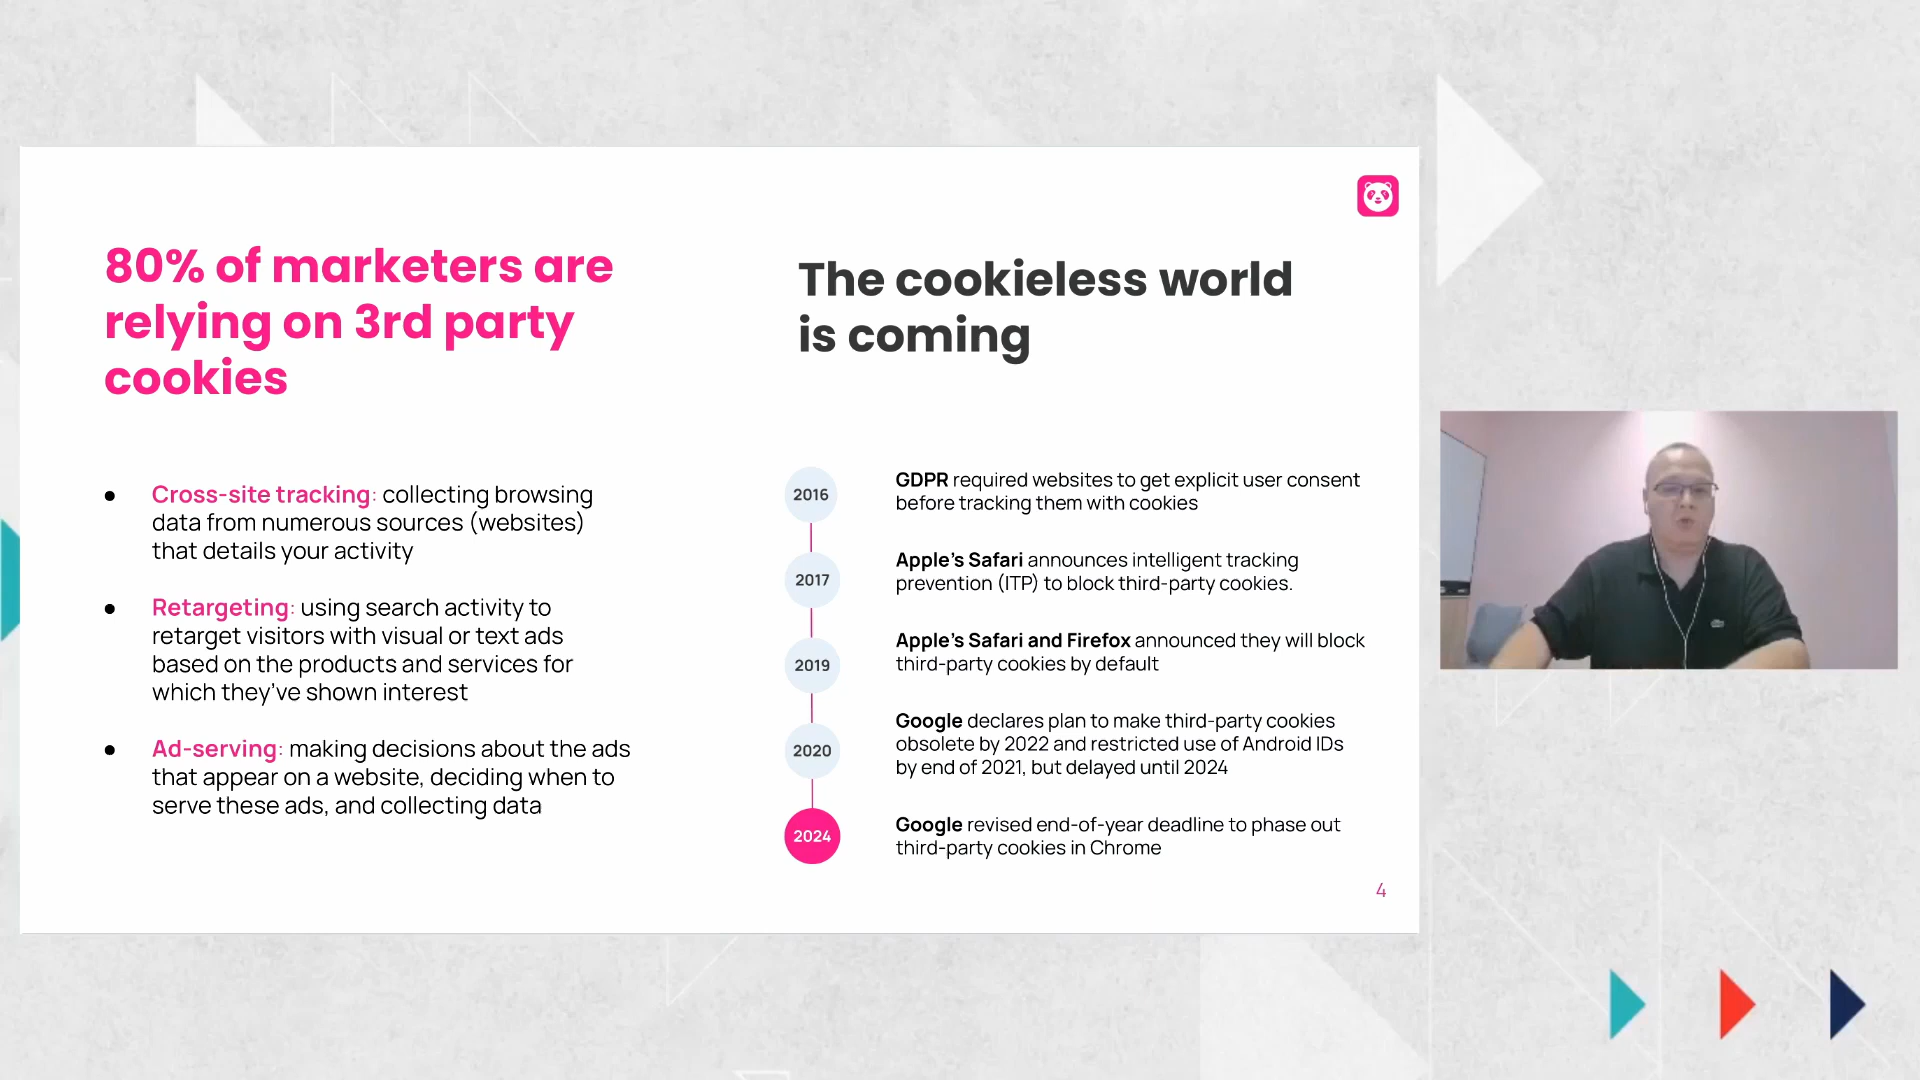 80% of marketers are
relying on 3rd party
cookies
● Cross-site tracking: collecting browsing
data from numerous sources (websites)
that details your activity
● Retargeting: using search activity to
retarget visitors with visual or text ads
based on the products and services for
which they've shown interest
● Ad-serving: making decisions about the ads
that appear on a website, deciding when to
serve these ads, and collecting data
The cookieless world
is coming
2016
GDPR required websites to get explicit user consent
before tracking them with cookies
2017
Apple's Safari announces intelligent tracking
prevention (ITP) to block third-party cookies.
2019
Apple's Safari and Firefox announced they will block
third-party cookies by default
2020
Google declares plan to make third-party cookies
obsolete by 2022 and restricted use of Android IDs
by end of 2021, but delayed until 2024
2024
Google revised end-of-year deadline to phase out
third-party cookies in Chrome
4